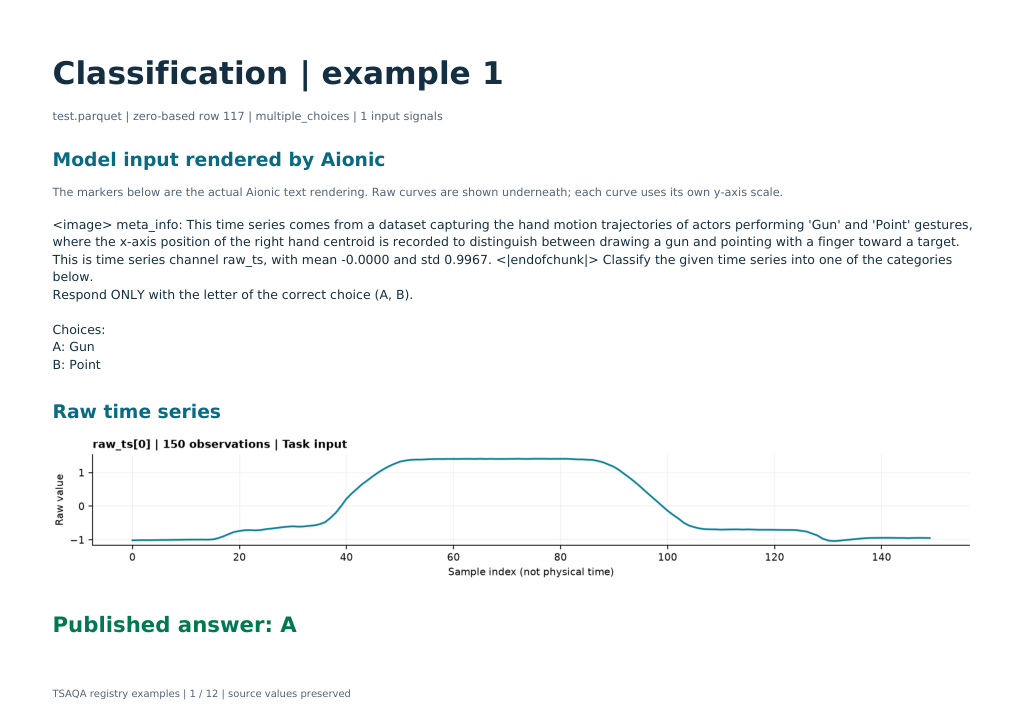 Classification | example 1
test.parquet | zero-based row 117 | multiple_choices | 1 input signals
Model input rendered by Aionic
The markers below are the actual Aionic text rendering. Raw curves are shown underneath; each curve uses its own y-axis scale.
<image> meta_info: This time series comes from a dataset capturing the hand motion trajectories of actors performing 'Gun' and 'Point' gestures,
where the x-axis position of the right hand centroid is recorded to distinguish between drawing a gun and pointing with a finger toward a target.
This is time series channel raw_ts, with mean -0.0000 and std 0.9967. <|endofchunk|> Classify the given time series into one of the categories
below.
Respond ONLY with the letter of the correct choice (A, B).
Choices:
A: Gun
B: Point
Raw time series
raw_ts[0] | 150 observations | Task input
Raw value
1
0
−1
0 20 40 60 80 100 120 140
Sample index (not physical time)
Published answer: A
TSAQA registry examples | 1 / 12 | source values preserved